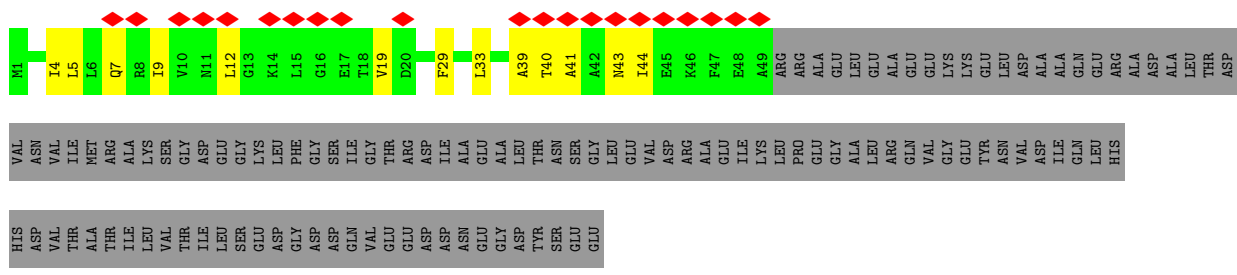 M1 I4 L5 L6 Q7 R8 I9 V10 N11 L12 G13 K14 L15 G16 E17 T18 V19 D20 F29 L33 A39 T40 A41 A42 N43 I44 E45 K46 F47 E48 A49 ARG ARG ALA GLU LEU GLU ALA GLU GLU LYS LYS GLU LEU ASP ALA ALA GLN GLU ARG ALA ASP ALA LEU THR ASP
VAL ASN VAL ILE MET ARG ALA LYS SER GLY ASP GLU GLY LYS LEU PHE GLY SER ILE GLY THR ARG ASP ILE ALA GLU ALA LEU THR ASN SER GLY LEU GLU VAL ASP ARG ALA GLU ILE LYS LEU PRO GLU GLY ALA LEU ARG GLN VAL GLY GLU TYR ASN VAL ASP ILE GLN LEU HIS
HIS ASP VAL THR ALA THR ILE LEU VAL THR ILE LEU SER GLU ASP GLY ASP ASP GLN VAL GLU GLU ASP ASP ASN GLU GLY ASP TYR SER GLU GLU